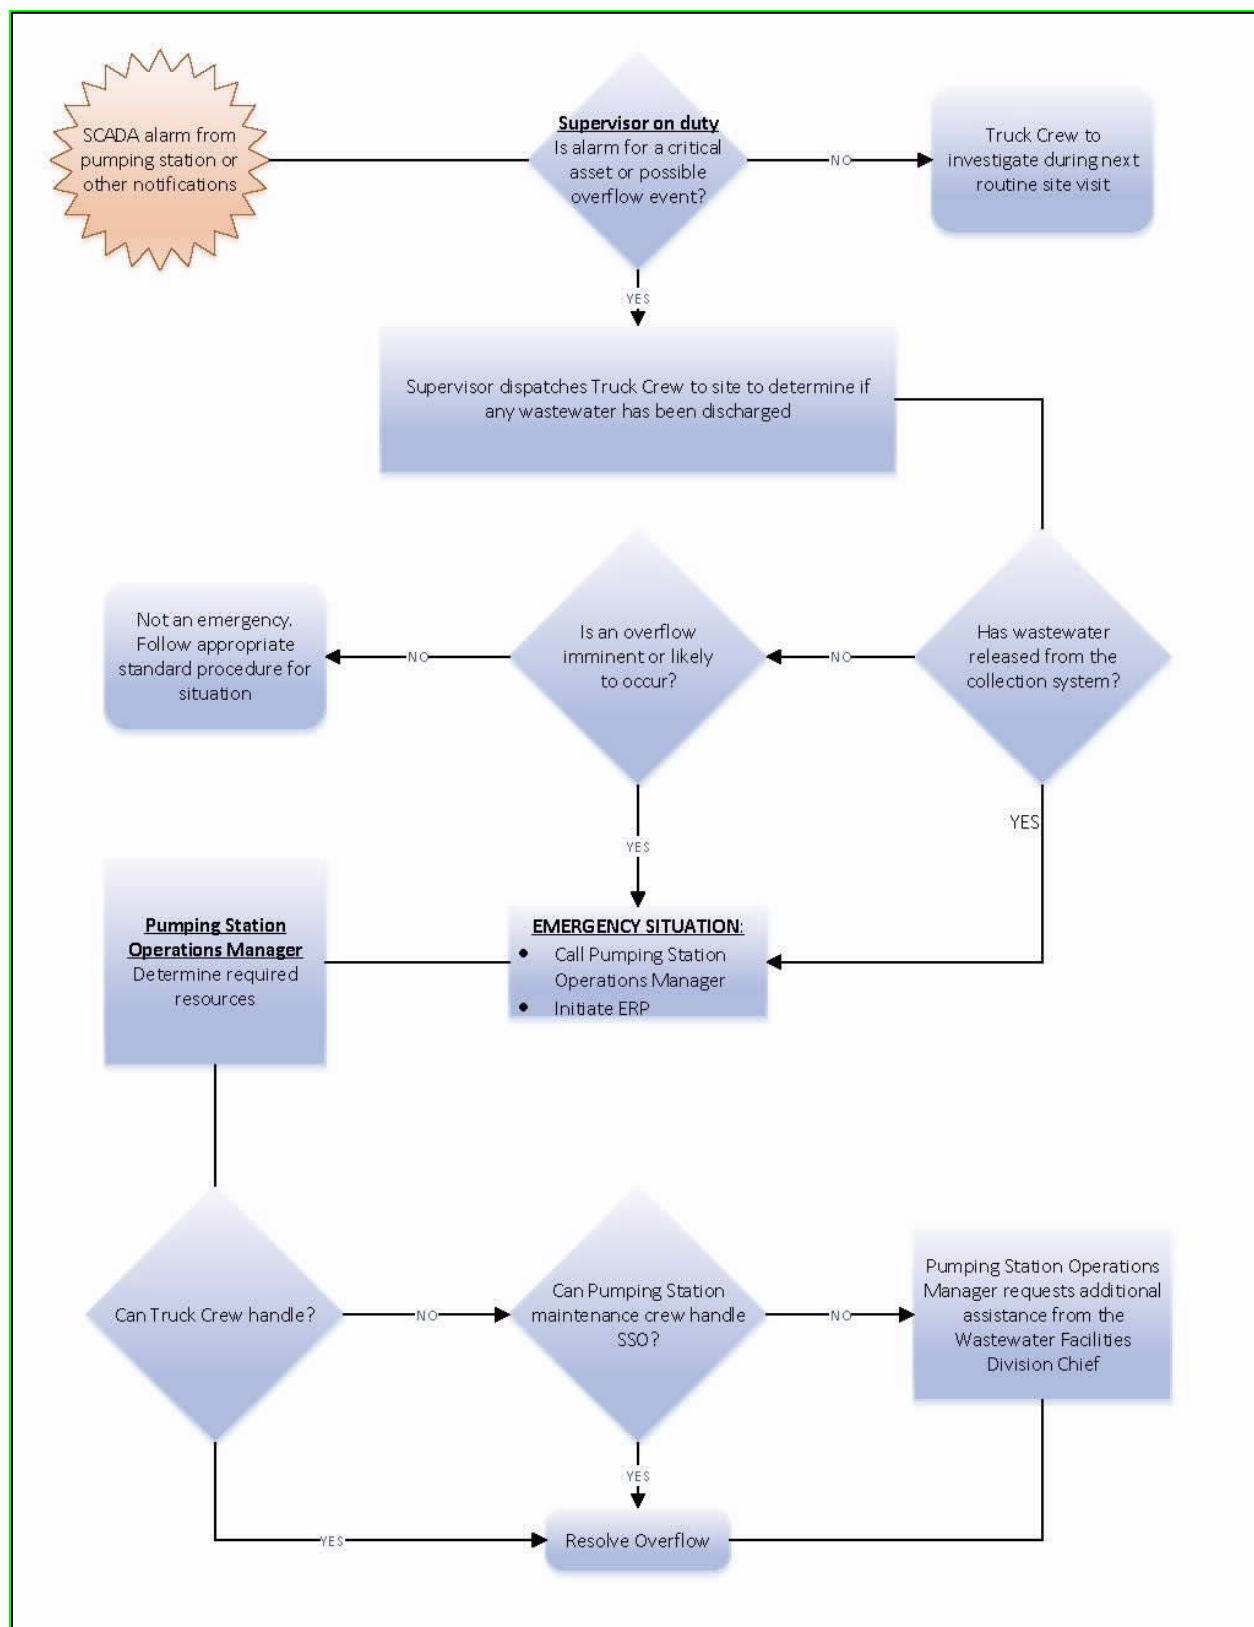 SCADA alarm from
pumping station or
other notifications
Supervisor on duty
Is alarm for a critical
asset or possible
overflow event?
NO
Truck Crew to
investigate during next
routine site visit
YES
Supervisor dispatches Truck Crew to site to determine if
any wastewater has been discharged
Not an emergency.
Follow appropriate
standard procedure for
situation
NO
Is an overflow
imminent or likely
to occur?
NO
Has wastewater
released from the
collection system?
YES
YES
Pumping Station
Operations Manager
Determine required
resources
EMERGENCY SITUATION:
• Call Pumping Station
Operations Manager
• Initiate ERP
Can Truck Crew handle?
NO
Can Pumping Station
maintenance crew handle
SSO?
NO
Pumping Station Operations
Manager requests additional
assistance from the
Wastewater Facilities
Division Chief
YES
YES
Resolve Overflow